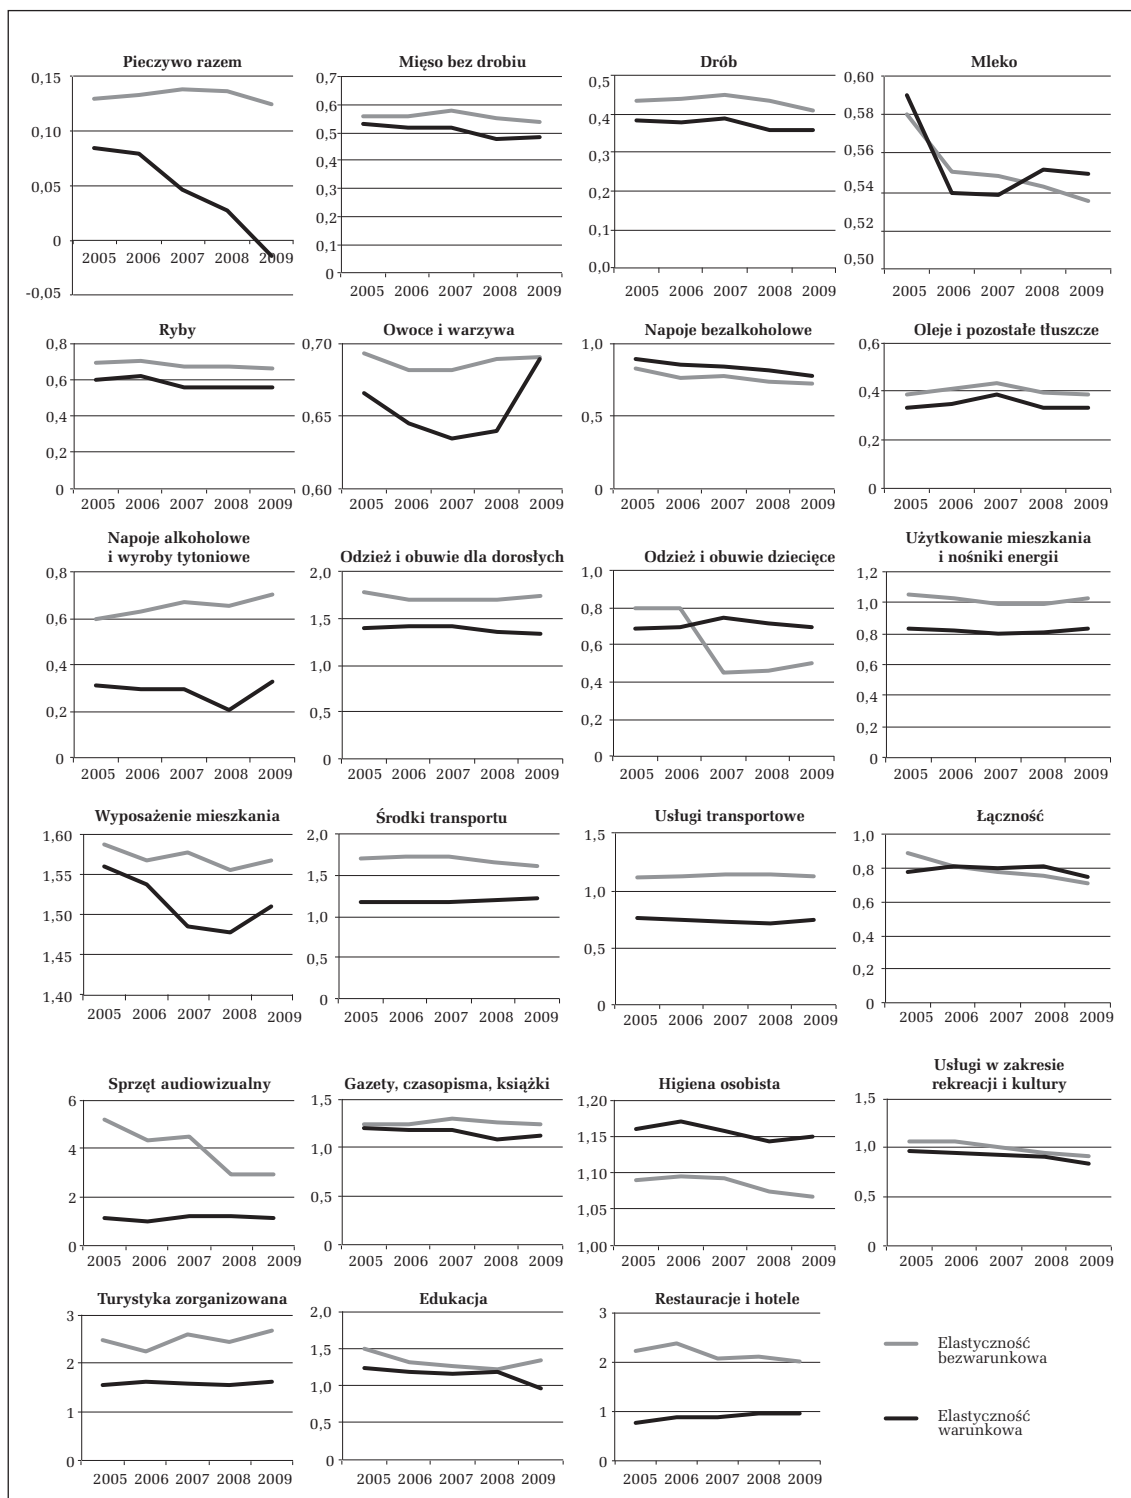 Pieczywo razem
0,15
0,10
0,05
0
-0,05
2005 2006 2007 2008 2009
Mięso bez drobiu
0,7
0,6
0,5
0,4
0,3
0,2
0,1
0
2005 2006 2007 2008 2009
Drób
0,5
0,4
0,3
0,2
0,1
0,0
2005 2006 2007 2008 2009
Mleko
0,60
0,58
0,56
0,54
0,52
0,50
2005 2006 2007 2008 2009
Ryby
0,8
0,6
0,4
0,2
0
2005 2006 2007 2008 2009
Owoce i warzywa
0,70
0,65
0,60
2005 2006 2007 2008 2009
Napoje bezalkoholowe
1,0
0,5
0
2005 2006 2007 2008 2009
Oleje i pozostałe tłuszcze
0,6
0,4
0,2
0
2005 2006 2007 2008 2009
Napoje alkoholowe
i wyroby tytoniowe
0,8
0,6
0,4
0,2
0
2005 2006 2007 2008 2009
Odzież i obuwie dla dorosłych
2,0
1,5
1,0
0,5
0
2005 2006 2007 2008 2009
Odzież i obuwie dziecięce
1,0
0,8
0,6
0,4
0,2
0
2005 2006 2007 2008 2009
Użytkowanie mieszkania
i nośniki energii
1,2
1,0
0,8
0,6
0,4
0,2
0
2005 2006 2007 2008 2009
Wyposażenie mieszkania
1,60
1,55
1,50
1,45
1,40
2005 2006 2007 2008 2009
Środki transportu
2,0
1,5
1,0
0,5
0
2005 2006 2007 2008 2009
Usługi transportowe
1,5
1,0
0,5
0
2005 2006 2007 2008 2009
Łączność
1,0
0,8
0,6
0,4
0,2
0
2005 2006 2007 2008 2009
Sprzęt audiowizualny
6
4
2
0
2005 2006 2007 2008 2009
Gazety, czasopisma, książki
1,5
1,0
0,5
0
2005 2006 2007 2008 2009
Higiena osobista
1,20
1,15
1,10
1,05
1,00
2005 2006 2007 2008 2009
Usługi w zakresie
rekreacji i kultury
1,5
1,0
0,5
0
2005 2006 2007 2008 2009
Turystyka zorganizowana
3
2
1
0
2005 2006 2007 2008 2009
Edukacja
2,0
1,5
1,0
0,5
0
2005 2006 2007 2008 2009
Restauracje i hotele
3
2
1
0
2005 2006 2007 2008 2009
Elastyczność
bezwarunkowa
Elastyczność
warunkowa